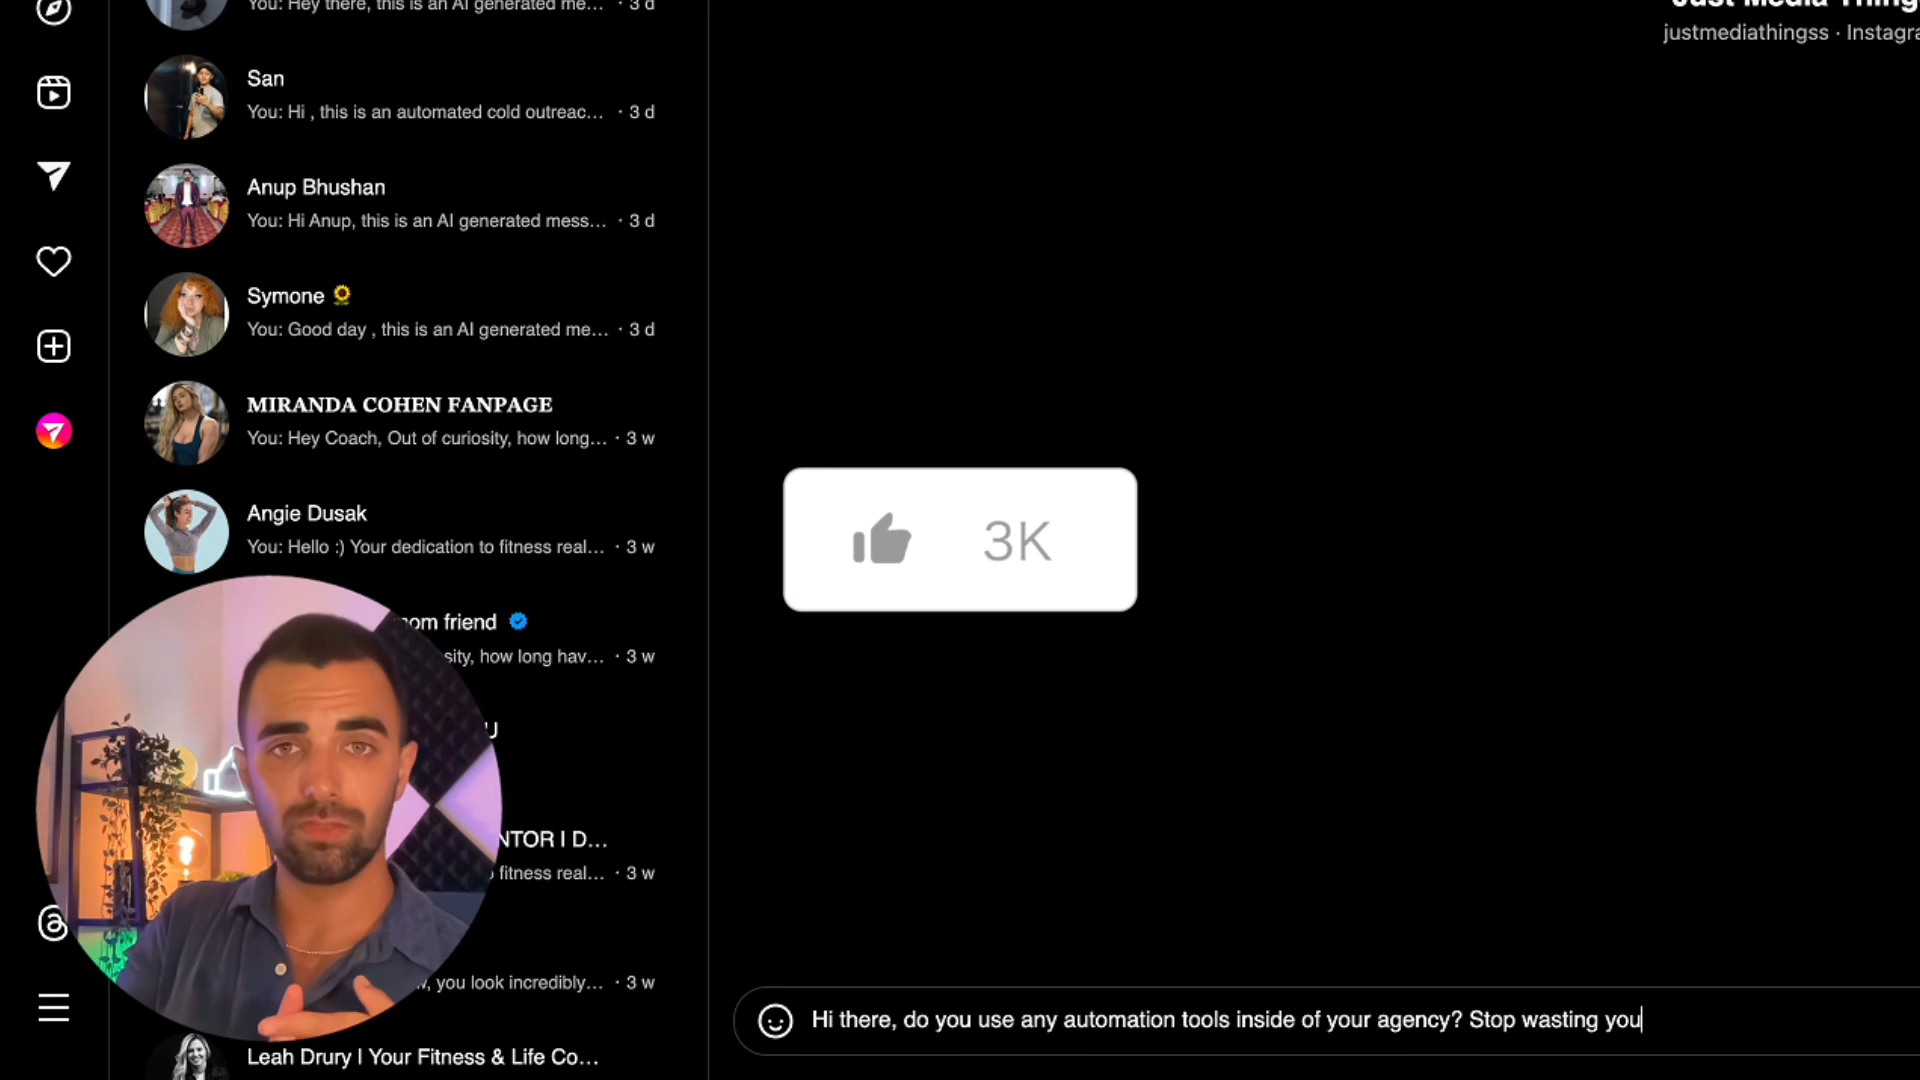 You: Hey there, this is an AI generated me... · 3 d
San
You: Hi , this is an automated cold outreac... · 3 d
Anup Bhushan
You: Hi Anup, this is an AI generated mess... · 3 d
Symone 🌻
You: Good day , this is an AI generated me... · 3 d
MIRANDA COHEN FANPAGE
You: Hey Coach, Out of curiosity, how long... · 3 w
Angie Dusak
You: Hello :) Your dedication to fitness real... · 3 w
friend
how long hav... · 3 w
U
NTOR I D...
fitness real... · 3 w
, you look incredibly... · 3 w
Leah Drury I Your Fitness & Life Co...
Just Media Thing
justmediathingss · Instagra
3K
Hi there, do you use any automation tools inside of your agency? Stop wasting you